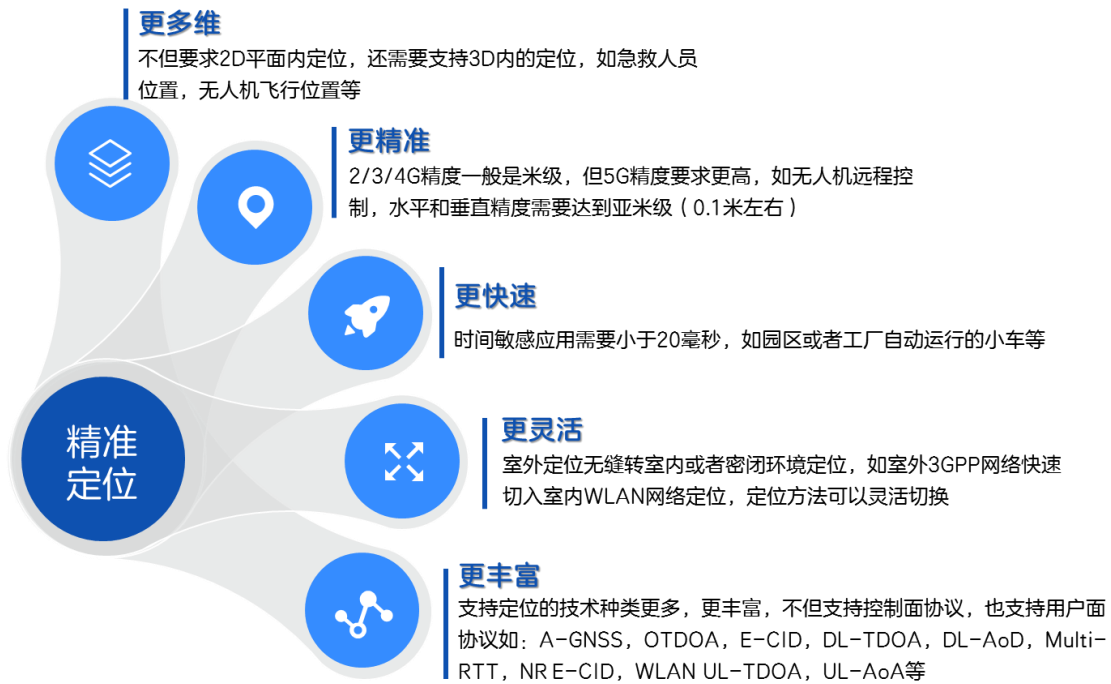 更多维
不但要求2D平面内定位，还需要支持3D内的定位，如急救人员
位置，无人机飞行位置等
更精准
2/3/4G精度一般是米级，但5G精度要求更高，如无人机远程控
制，水平和垂直精度需要达到亚米级（0.1米左右）
更快速
时间敏感应用需要小于20毫秒，如园区或者工厂自动运行的小车等
精准
定位
更灵活
室外定位无缝转室内或者密闭环境定位，如室外3GPP网络快速
切入室内WLAN网络定位，定位方法可以灵活切换
更丰富
支持定位的技术种类更多，更丰富，不但支持控制面协议，也支持用户面
协议如：A-GNSS，OTDOA，E-CID，DL-TDOA，DL-AoD，Multi-
RTT，NR E-CID，WLAN UL-TDOA，UL-AoA等